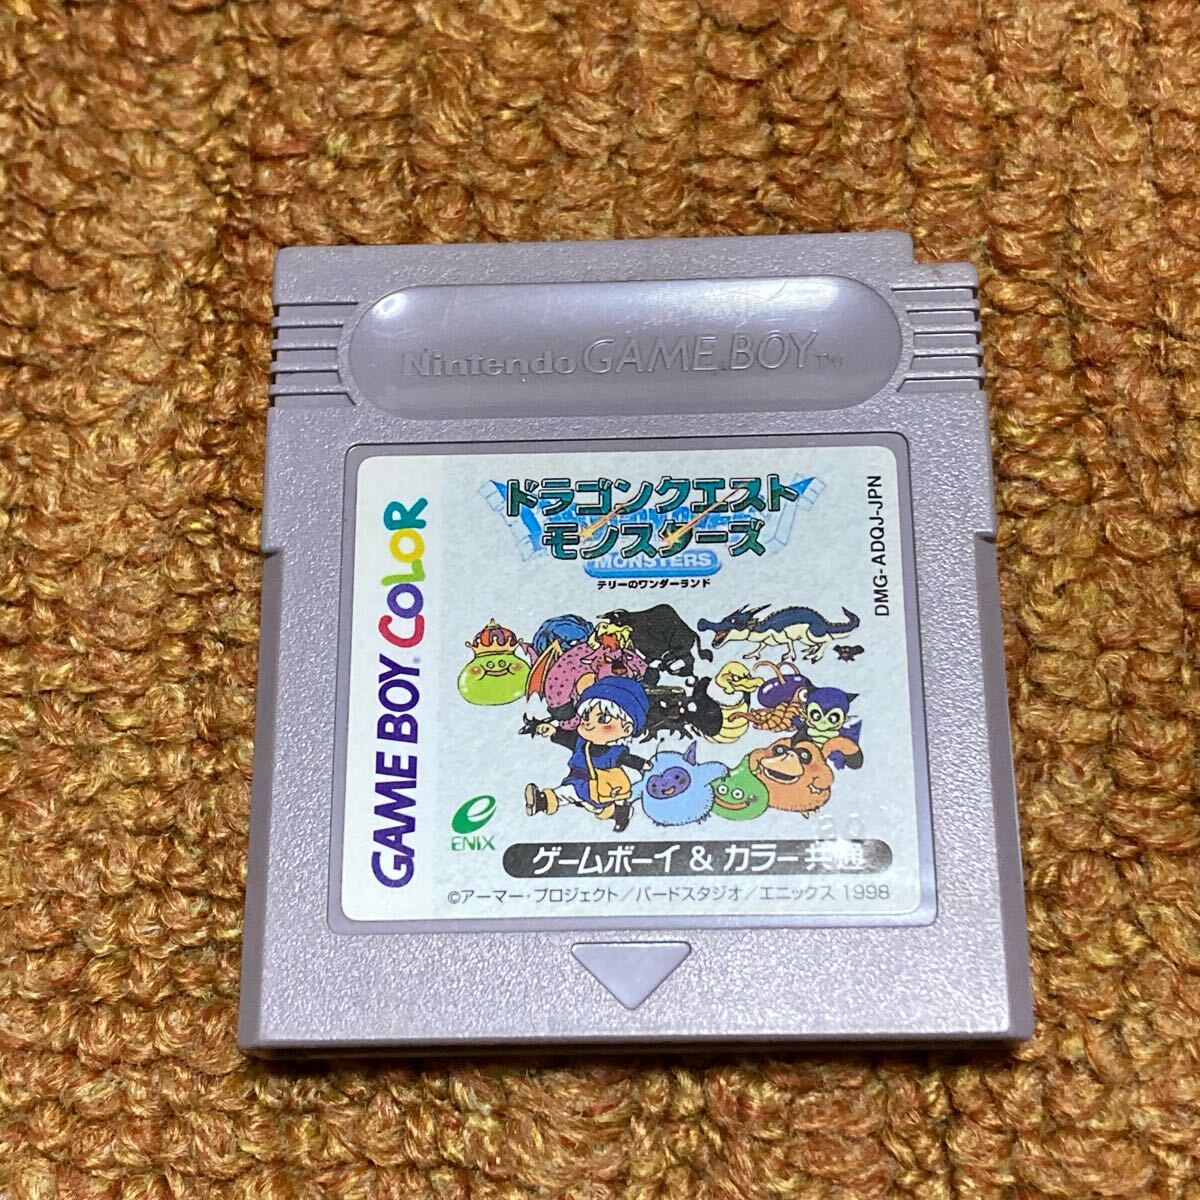 Nintendo GAME BOY™
ドラゴンクエスト
モンスターズ
MONSTERS
テリーのワンダーランド
DMG-ADQJ-JPN
GAME BOY COLOR
ENIX
ゲームボーイ & カラー共通
©アーマー・プロジェクト／バードスタジオ／エニックス 1998